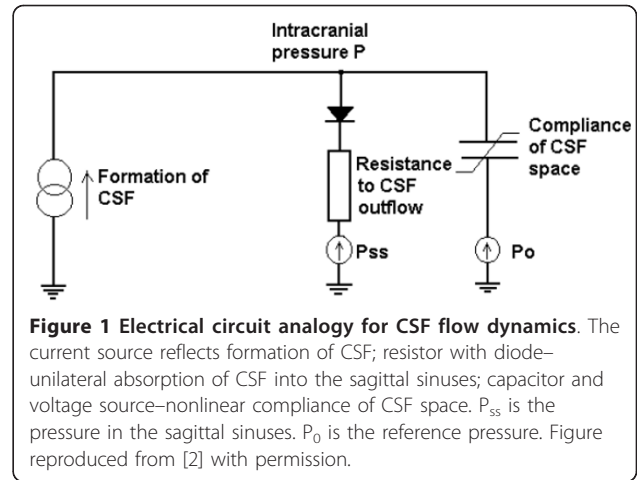 Intracranial
pressure P
Formation of
CSF
Resistance
to CSF
outflow
Compliance
of CSF
space
Pss
Po
Figure 1 Electrical circuit analogy for CSF flow dynamics. The
current source reflects formation of CSF; resistor with diode–
unilateral absorption of CSF into the sagittal sinuses; capacitor and
voltage source–nonlinear compliance of CSF space. Pss is the
pressure in the sagittal sinuses. P0 is the reference pressure. Figure
reproduced from [2] with permission.